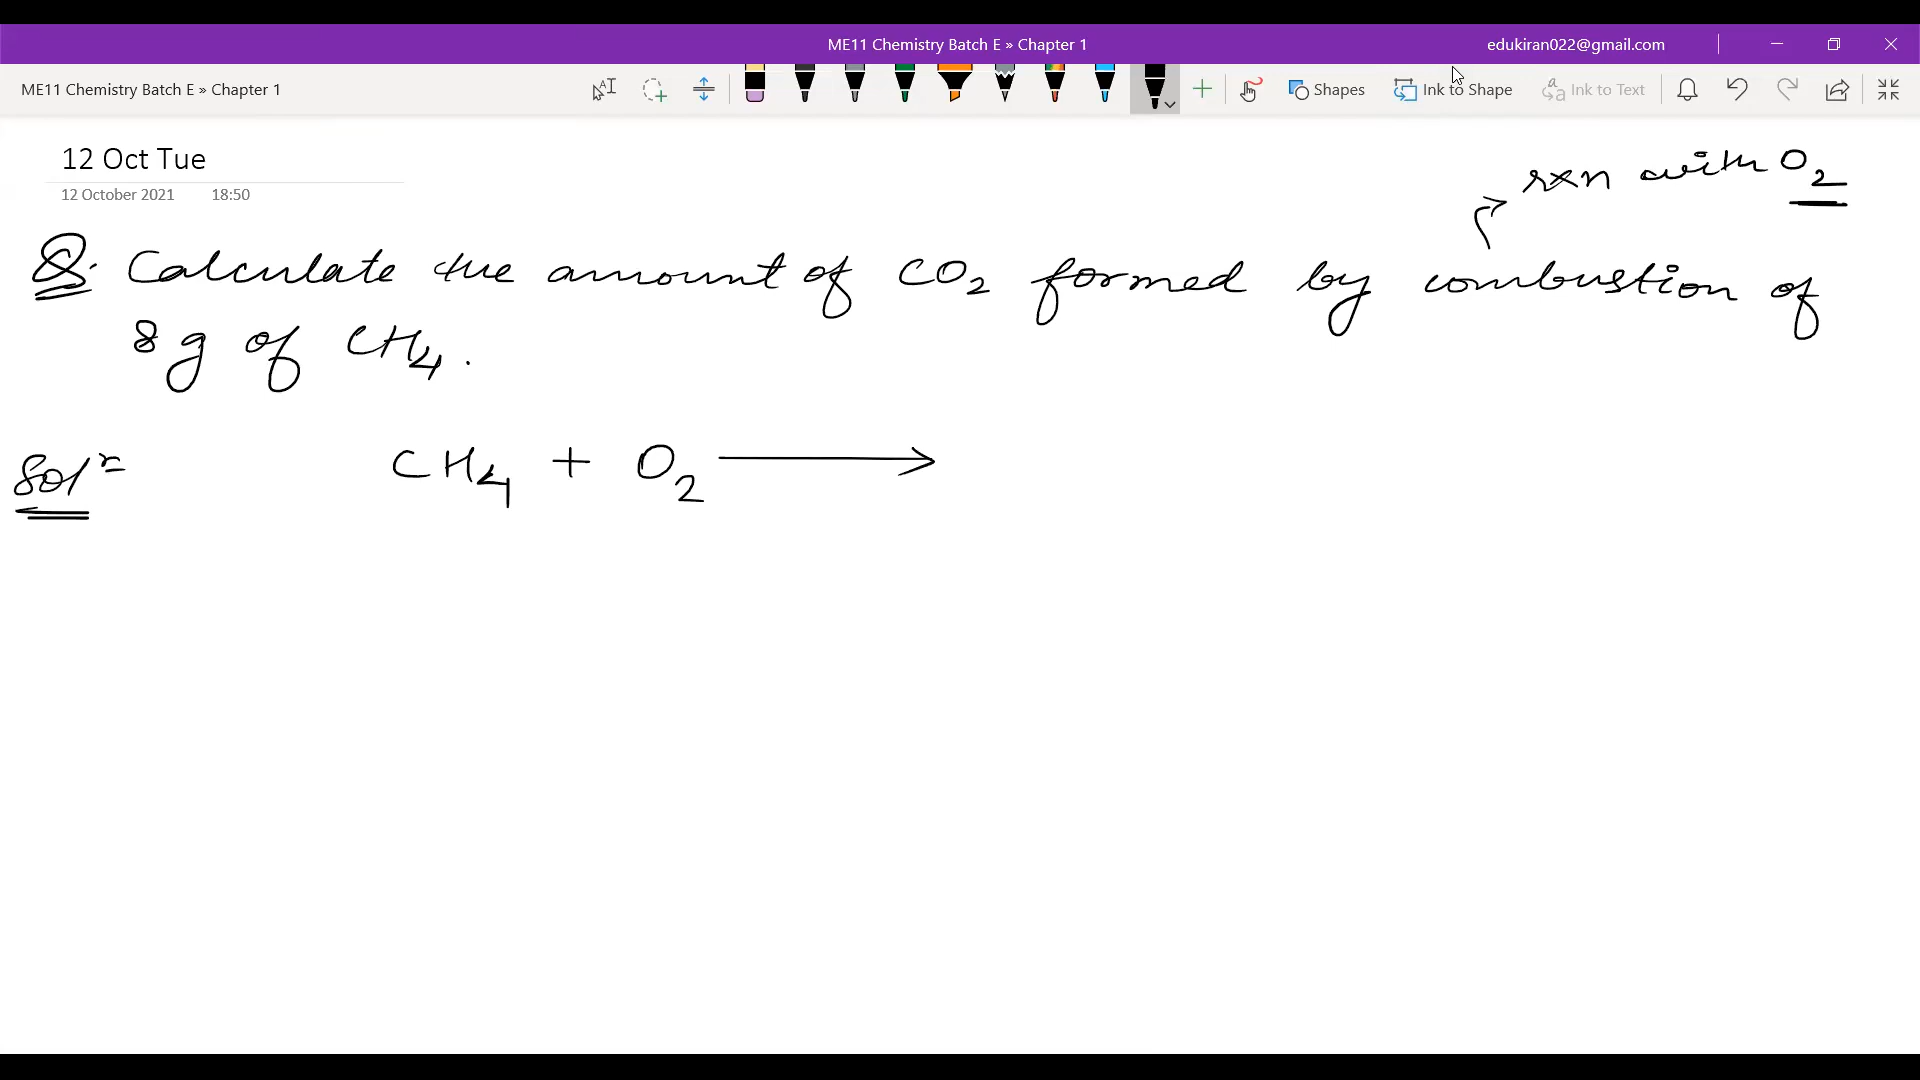 ME11 Chemistry Batch E » Chapter 1
edukiran022@gmail.com
ME11 Chemistry Batch E » Chapter 1
Shapes
Ink to Shape
Ink to Text
12 Oct Tue
12 October 2021 18:50
rxn with O2
Q. Calculate the amount of CO2 formed by combustion of
8g of CH4.
Solⁿ CH4 + O2 ⟶